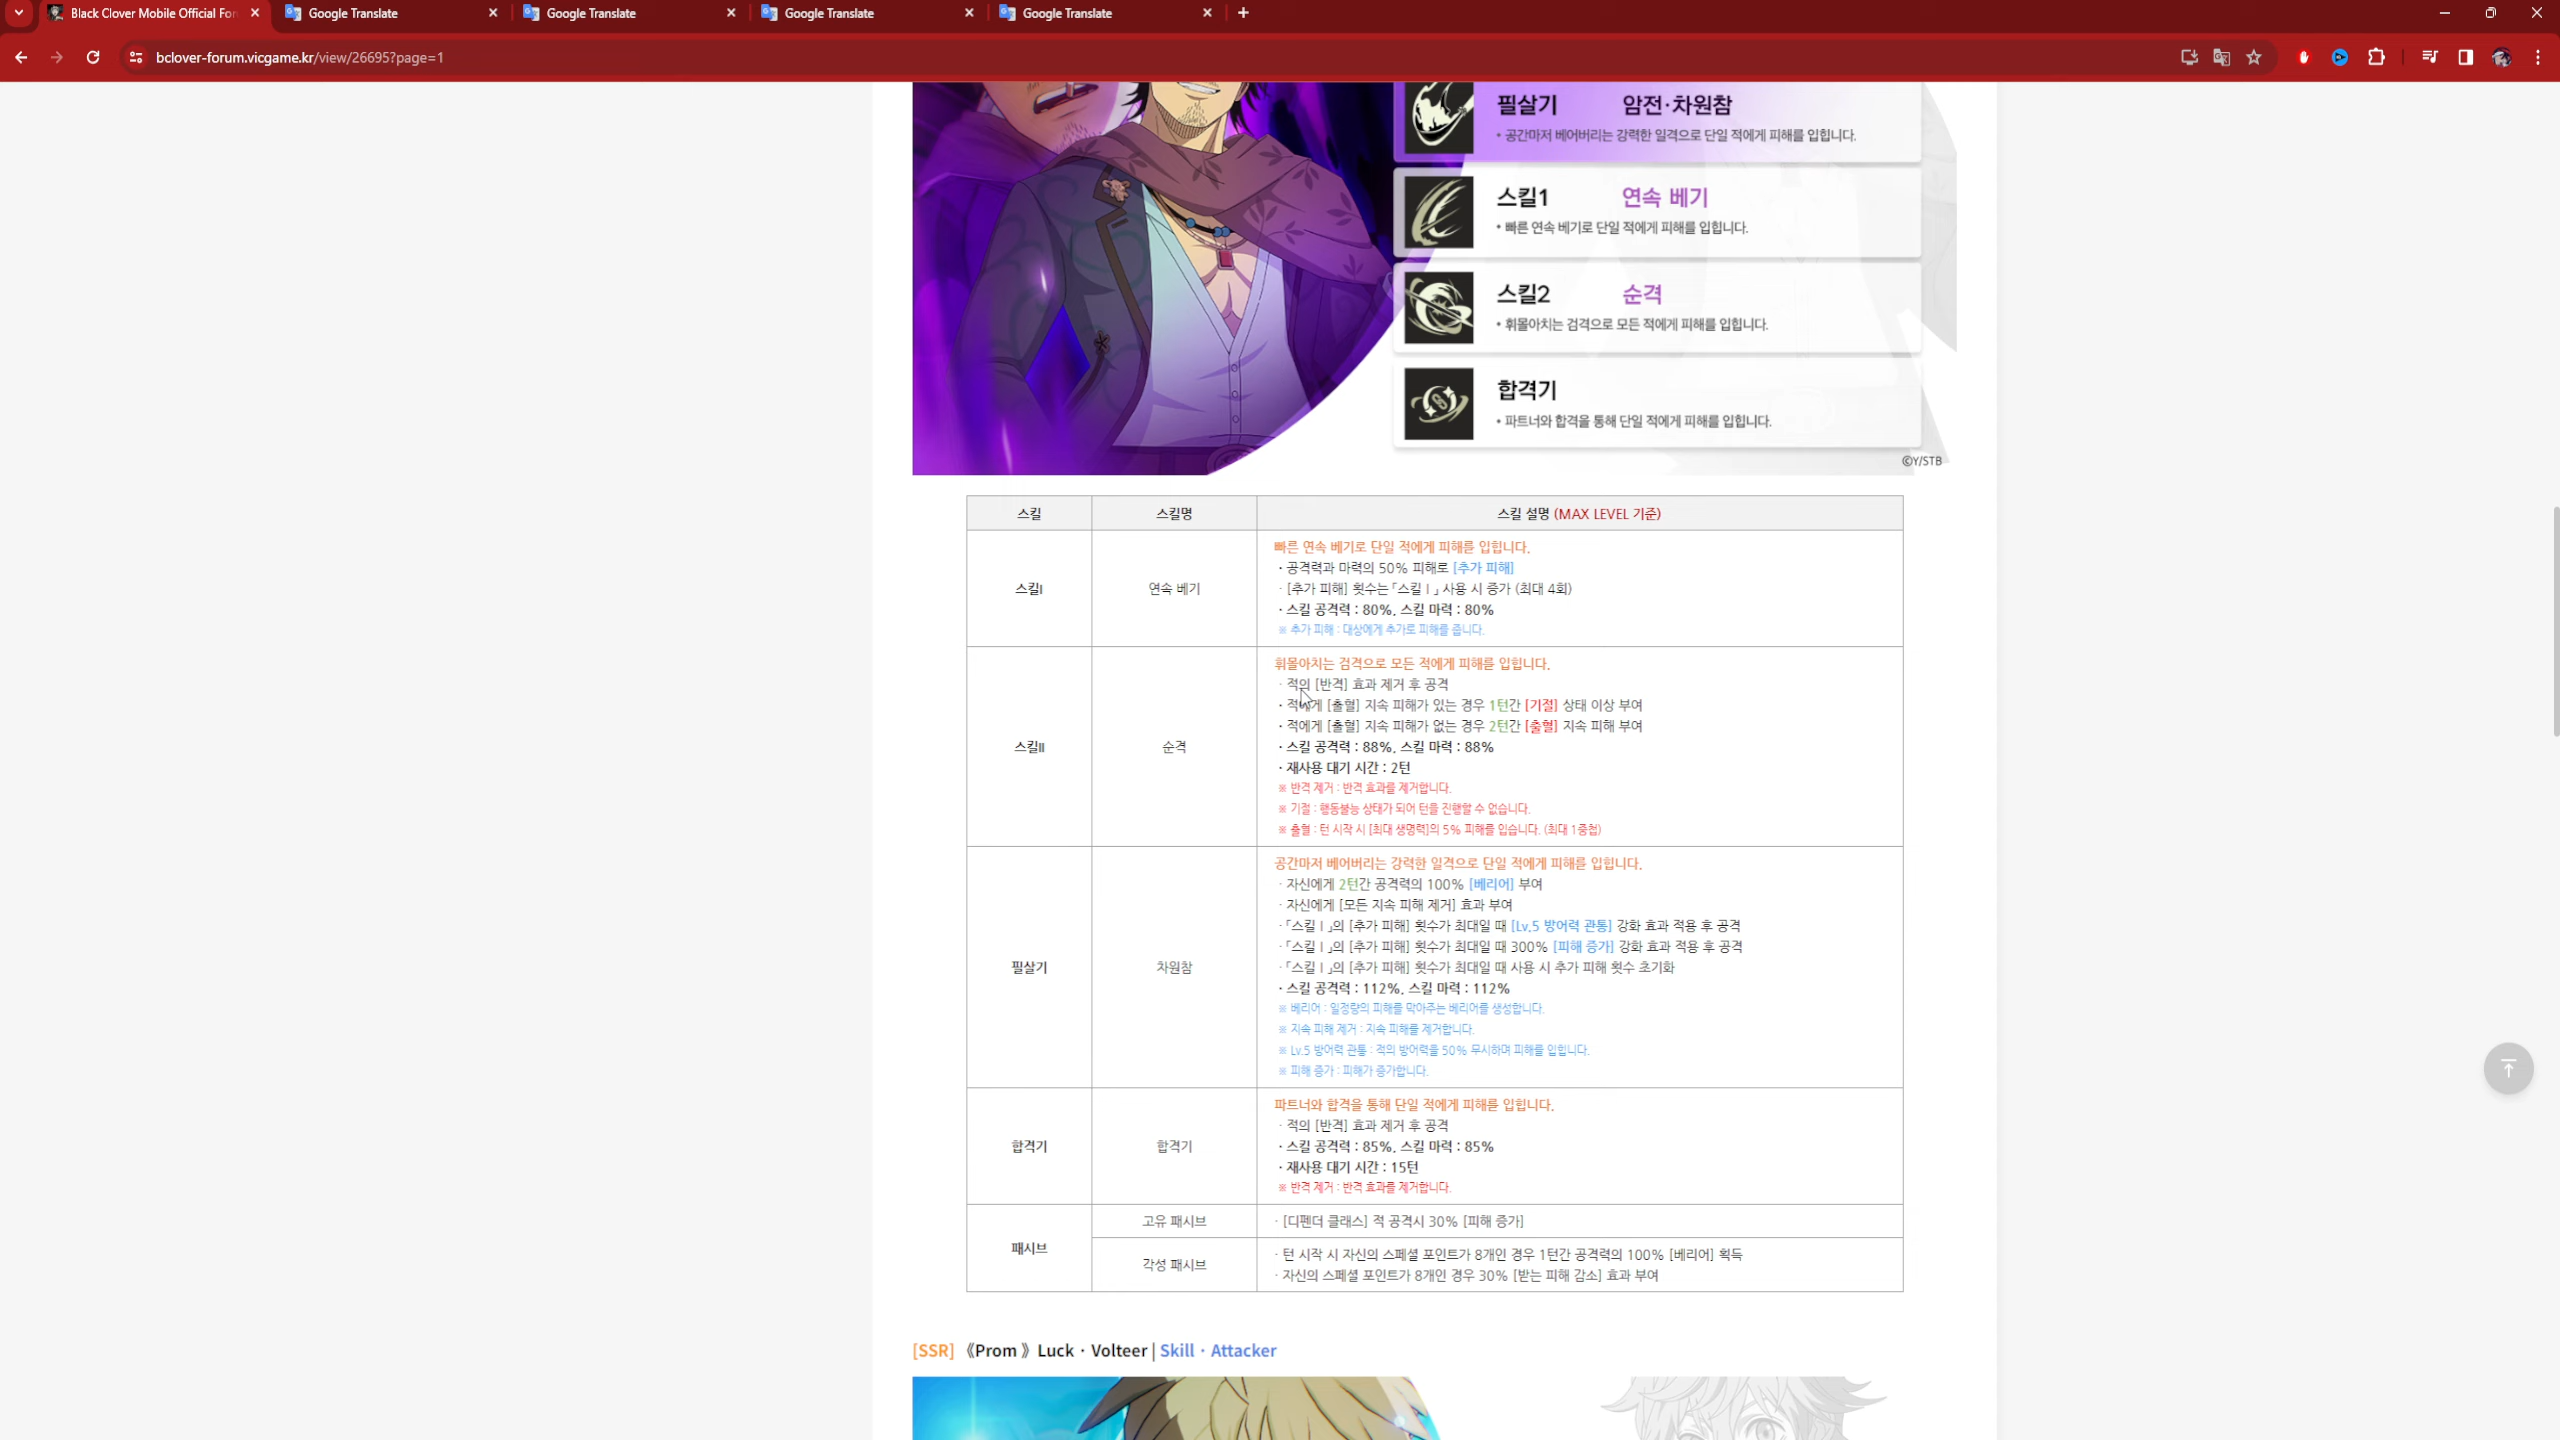 Black Clover Mobile Official For
Google Translate
Google Translate
Google Translate
Google Translate
bclover-forum.vicgame.kr/view/26695?page=1
필살기 암전·차원참
• 공간마저 베어버리는 강력한 일격으로 단일 적에게 피해를 입힙니다.
스킬1 연속 베기
• 빠른 연속 베기로 단일 적에게 피해를 입힙니다.
스킬2 순격
• 휘몰아치는 검격으로 모든 적에게 피해를 입힙니다.
합격기
• 파트너와 합격을 통해 단일 적에게 피해를 입힙니다.
©Y/STB
스킬 스킬명 스킬 설명 (MAX LEVEL 기준)
스킬Ⅰ 연속 베기
빠른 연속 베기로 단일 적에게 피해를 입힙니다.
· 공격력과 마력의 50% 피해로 [추가 피해]
· [추가 피해] 횟수는 「스킬Ⅰ」 사용 시 증가 (최대 4회)
· 스킬 공격력 : 80%, 스킬 마력 : 80%
※ 추가 피해 : 대상에게 추가로 피해를 줍니다.
스킬Ⅱ 순격
휘몰아치는 검격으로 모든 적에게 피해를 입힙니다.
· 적의 [반격] 효과 제거 후 공격
· 적에게 [출혈] 지속 피해가 있는 경우 1턴간 [기절] 상태 이상 부여
· 적에게 [출혈] 지속 피해가 없는 경우 2턴간 [출혈] 지속 피해 부여
· 스킬 공격력 : 88%, 스킬 마력 : 88%
· 재사용 대기 시간 : 2턴
※ 반격 제거 : 반격 효과를 제거합니다.
※ 기절 : 행동불능 상태가 되어 턴을 진행할 수 없습니다.
※ 출혈 : 턴 시작 시 [최대 생명력]의 5% 피해를 입습니다. (최대 1중첩)
필살기 차원참
공간마저 베어버리는 강력한 일격으로 단일 적에게 피해를 입힙니다.
· 자신에게 2턴간 공격력의 100% [베리어] 부여
· 자신에게 [모든 지속 피해 제거] 효과 부여
· 「스킬Ⅰ」의 [추가 피해] 횟수가 최대일 때 [Lv.5 방어력 관통] 강화 효과 적용 후 공격
· 「스킬Ⅰ」의 [추가 피해] 횟수가 최대일 때 300% [피해 증가] 강화 효과 적용 후 공격
· 「스킬Ⅰ」의 [추가 피해] 횟수가 최대일 때 사용 시 추가 피해 횟수 초기화
· 스킬 공격력 : 112%, 스킬 마력 : 112%
※ 베리어 : 일정량의 피해를 막아주는 베리어를 생성합니다.
※ 지속 피해 제거 : 지속 피해를 제거합니다.
※ Lv.5 방어력 관통 : 적의 방어력을 50% 무시하며 피해를 입힙니다.
※ 피해 증가 : 피해가 증가합니다.
합격기 합격기
파트너와 합격을 통해 단일 적에게 피해를 입힙니다.
· 적의 [반격] 효과 제거 후 공격
· 스킬 공격력 : 85%, 스킬 마력 : 85%
· 재사용 대기 시간 : 15턴
※ 반격 제거 : 반격 효과를 제거합니다.
패시브
고유 패시브 · [디펜더 클래스] 적 공격시 30% [피해 증가]
각성 패시브
· 턴 시작 시 자신의 스페셜 포인트가 8개인 경우 1턴간 공격력의 100% [베리어] 획득
· 자신의 스페셜 포인트가 8개인 경우 30% [받는 피해 감소] 효과 부여
[SSR] 《Prom 》 Luck · Volteer | Skill · Attacker